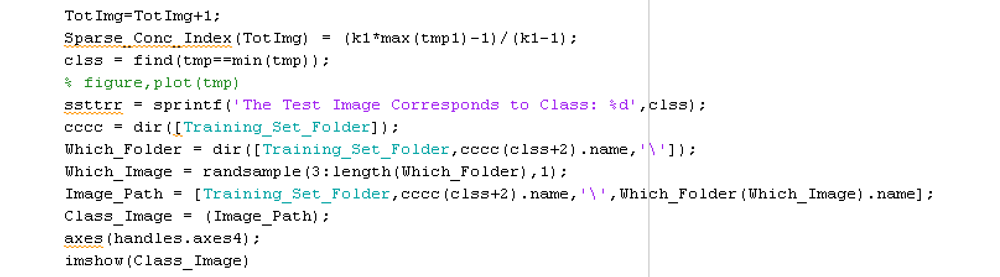 TotImg=TotImg+1;
Sparse_Conc_Index(TotImg) = (k1*max(tmp1)-1)/(k1-1);
clss = find(tmp==min(tmp));
% figure,plot(tmp)
ssttrr = sprintf('The Test Image Corresponds to Class: %d',clss);
cccc = dir([Training_Set_Folder]);
Which_Folder = dir([Training_Set_Folder,cccc(clss+2).name,'\']);
Which_Image = randsample(3:length(Which_Folder),1);
Image_Path = [Training_Set_Folder,cccc(clss+2).name,'\',Which_Folder(Which_Image).name];
Class_Image = (Image_Path);
axes(handles.axes4);
imshow(Class_Image)